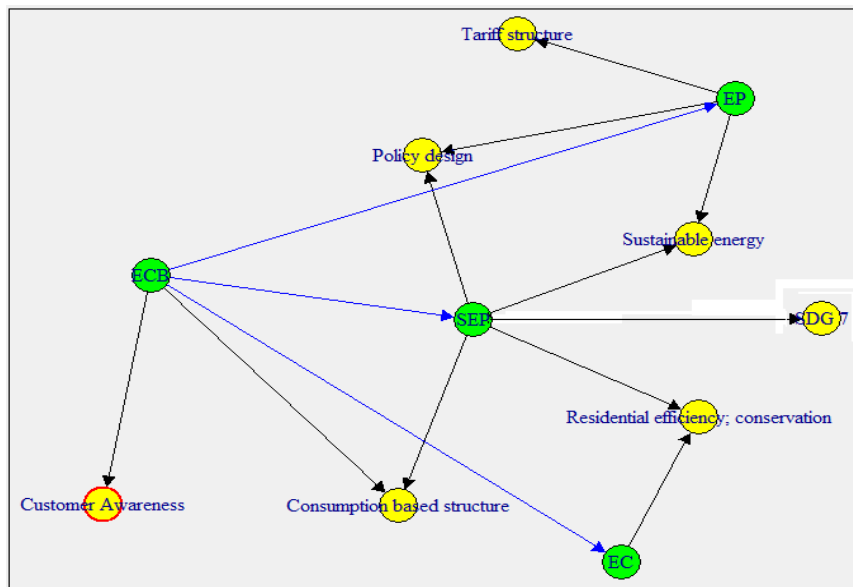 Tariff structure
EP
Policy design
Sustainable energy
ECB
SEP
SDG 7
Residential efficiency; conservation
Customer Awareness
Consumption based structure
EC